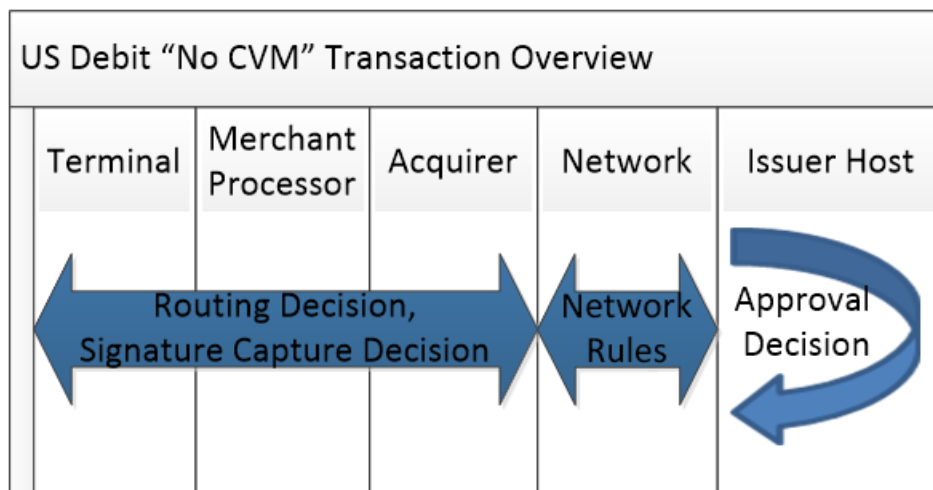 US Debit “No CVM” Transaction Overview
Terminal
Merchant
Processor
Acquirer
Network
Issuer Host
Routing Decision,
Signature Capture Decision
Network
Rules
Approval
Decision